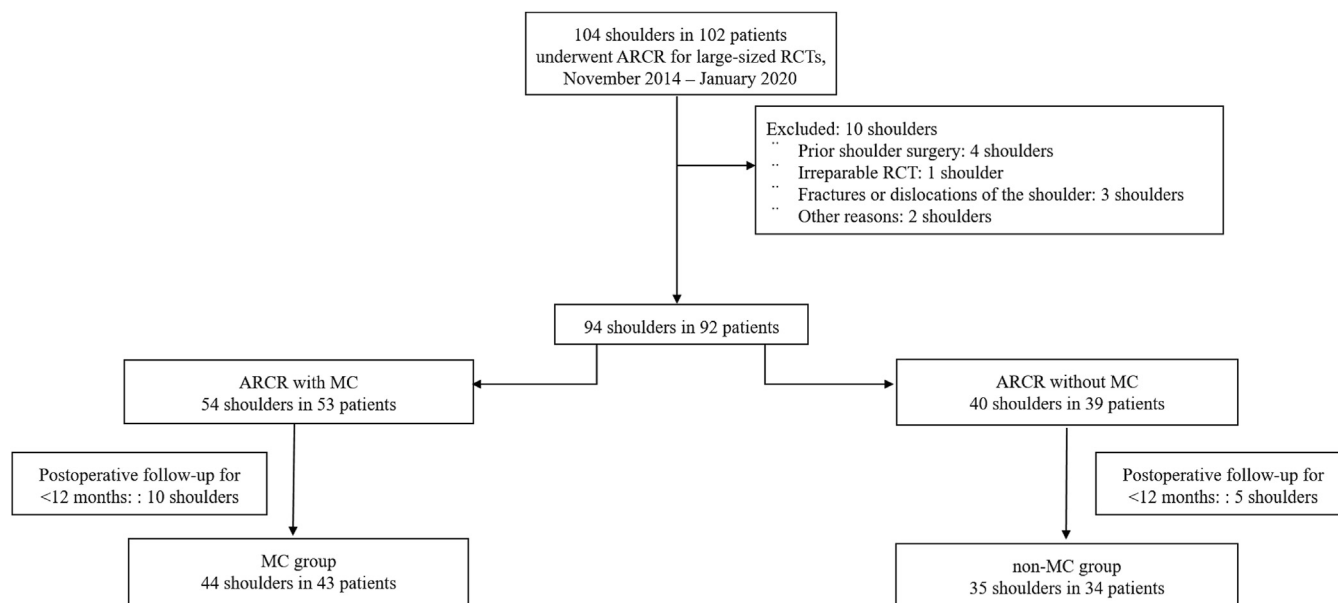 104 shoulders in 102 patients
underwent ARCR for large-sized RCTs,
November 2014 – January 2020
Excluded: 10 shoulders
¨ Prior shoulder surgery: 4 shoulders
¨ Irreparable RCT: 1 shoulder
¨ Fractures or dislocations of the shoulder: 3 shoulders
¨ Other reasons: 2 shoulders
94 shoulders in 92 patients
ARCR with MC
54 shoulders in 53 patients
ARCR without MC
40 shoulders in 39 patients
Postoperative follow-up for
<12 months: : 10 shoulders
Postoperative follow-up for
<12 months: : 5 shoulders
MC group
44 shoulders in 43 patients
non-MC group
35 shoulders in 34 patients